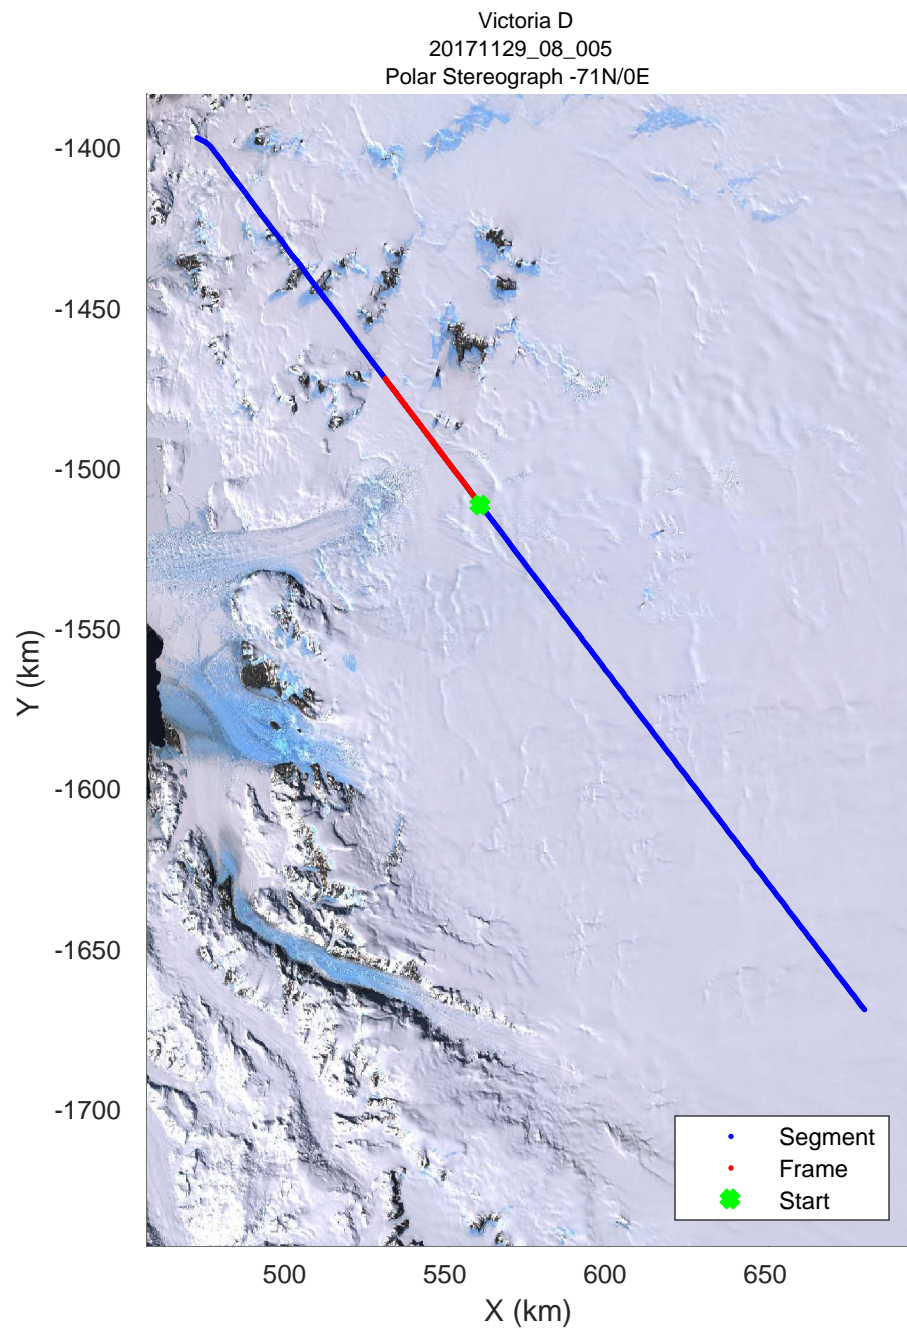 Victoria D
20171129_08_005
Polar Stereograph -71N/0E
-1400
-1450
-1500
-1550
-1600
-1650
-1700
Y (km)
500
550
600
650
X (km)
Segment
Frame
Start